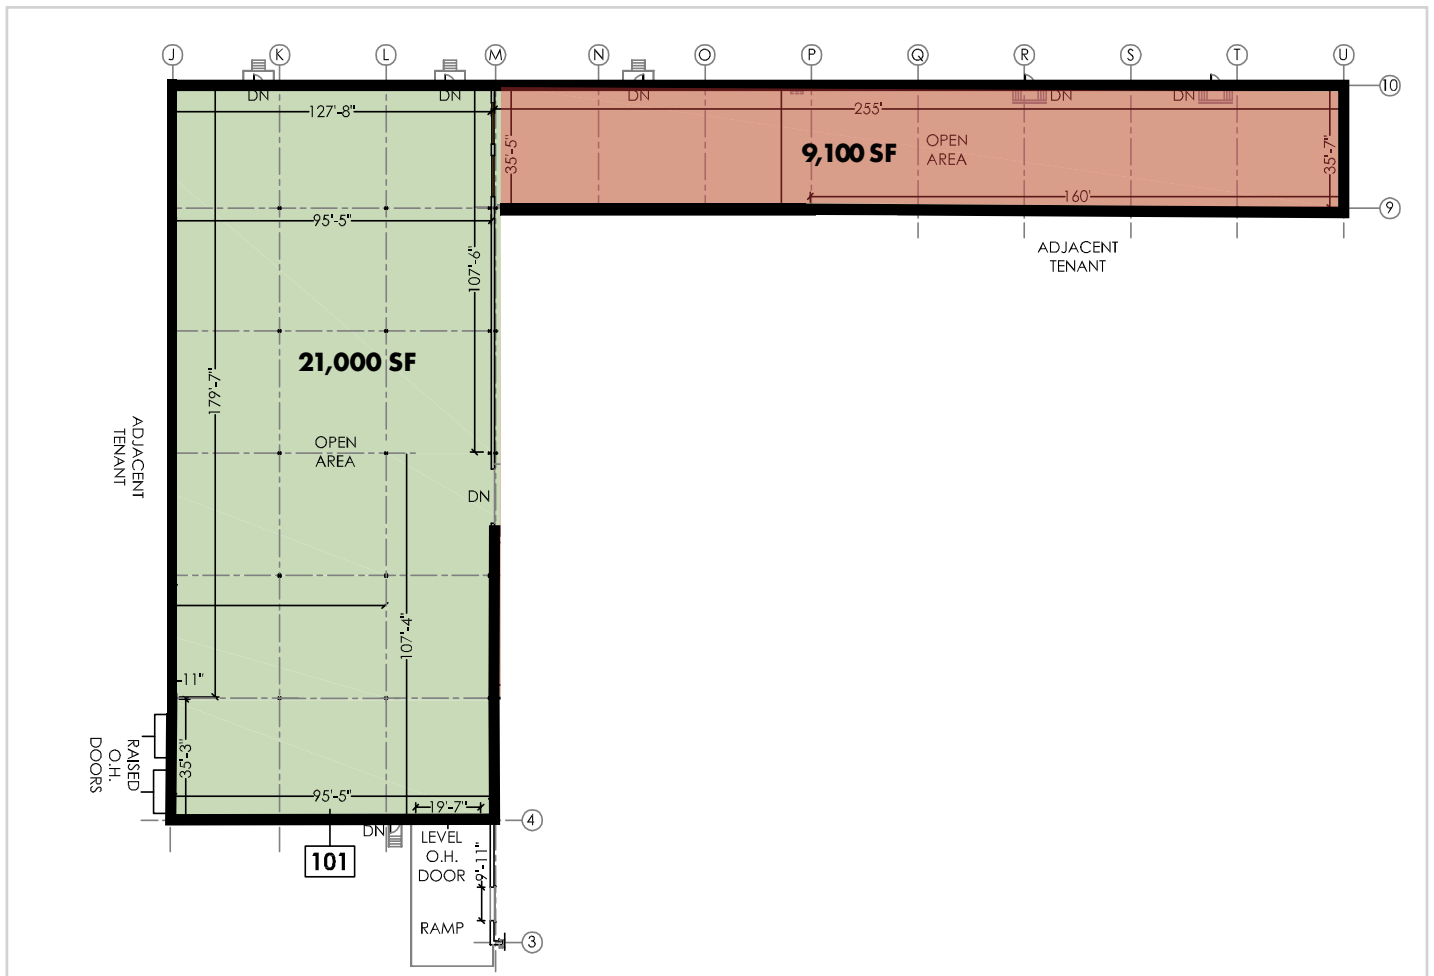 J
K
L
M
N
O
P
Q
R
S
T
U
10
DN
DN
DN
DN
DN
127'-8"
255'
35'-5"
9,100 SF
OPEN
AREA
35'-7"
160'
9
95'-5"
107'-6"
ADJACENT
TENANT
21,000 SF
179'-7"
ADJACENT
TENANT
OPEN
AREA
DN
107'-4"
-11"
RAISED
O.H.
DOORS
35'-3"
95'-5"
19'-7"
4
DN
LEVEL
O.H.
DOOR
9'-11"
101
RAMP
3